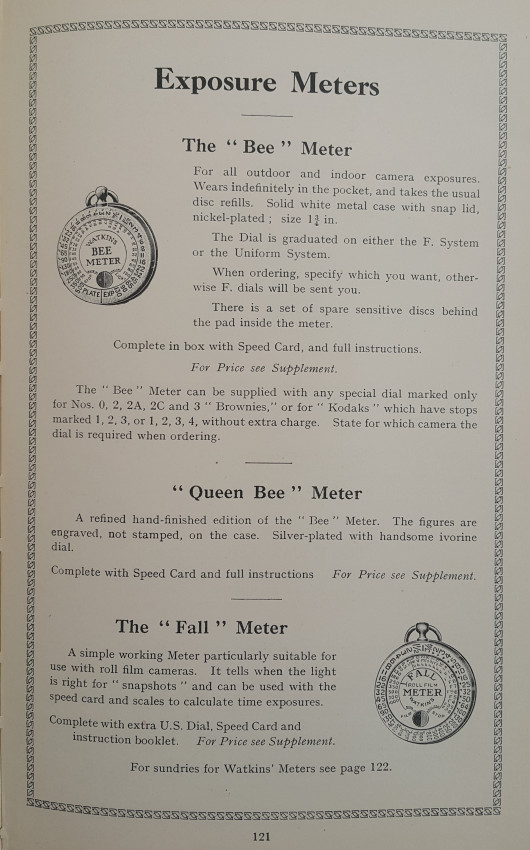 Exposure Meters
The “ Bee ” Meter
For all outdoor and indoor camera exposures.
Wears indefinitely in the pocket, and takes the usual
disc refills. Solid white metal case with snap lid,
nickel-plated ; size 1¾ in.
The Dial is graduated on either the F. System
or the Uniform System.
When ordering, specify which you want, other-
wise F. dials will be sent you.
There is a set of spare sensitive discs behind
the pad inside the meter.
WATKINS
BEE
METER
PLATE EXP
Complete in box with Speed Card, and full instructions.
For Price see Supplement.
The “ Bee ” Meter can be supplied with any special dial marked only
for Nos. 0, 2, 2A, 2C and 3 “ Brownies,” or for “ Kodaks ” which have stops
marked 1, 2, 3, or 1, 2, 3, 4, without extra charge. State for which camera the
dial is required when ordering.
“ Queen Bee ” Meter
A refined hand-finished edition of the “ Bee ” Meter. The figures are
engraved, not stamped, on the case. Silver-plated with handsome ivorine
dial.
Complete with Speed Card and full instructions For Price see Supplement.
The “ Fall ” Meter
A simple working Meter particularly suitable for
use with roll film cameras. It tells when the light
is right for “ snapshots ” and can be used with the
speed card and scales to calculate time exposures.
Complete with extra U.S. Dial, Speed Card and
instruction booklet. For Price see Supplement.
FALL
ROLL FILM
METER
WATKINS
For sundries for Watkins’ Meters see page 122.
121